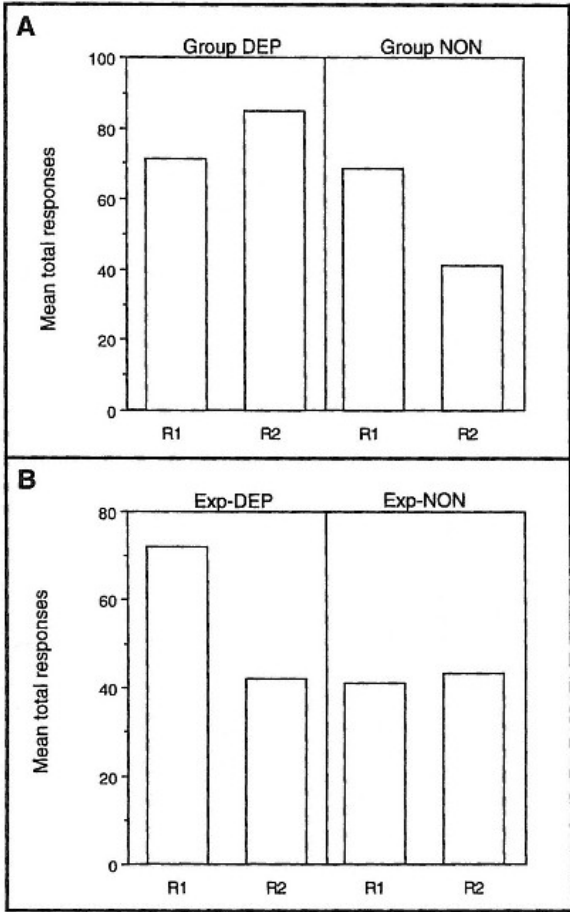 A
Group DEP Group NON
100
80
60
40
20
0
Mean total responses
R1 R2 R1 R2
B
Exp-DEP Exp-NON
80
60
40
20
0
Mean total responses
R1 R2 R1 R2